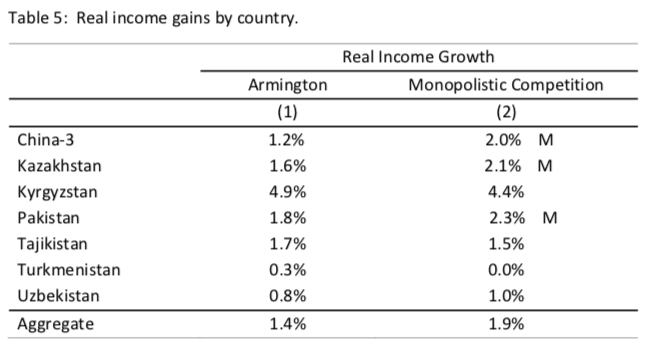 Table 5: Real income gains by country.
Real Income Growth
Armington Monopolistic Competition
(1) (2)
China-3 1.2% 2.0% M
Kazakhstan 1.6% 2.1% M
Kyrgyzstan 4.9% 4.4%
Pakistan 1.8% 2.3% M
Tajikistan 1.7% 1.5%
Turkmenistan 0.3% 0.0%
Uzbekistan 0.8% 1.0%
Aggregate 1.4% 1.9%